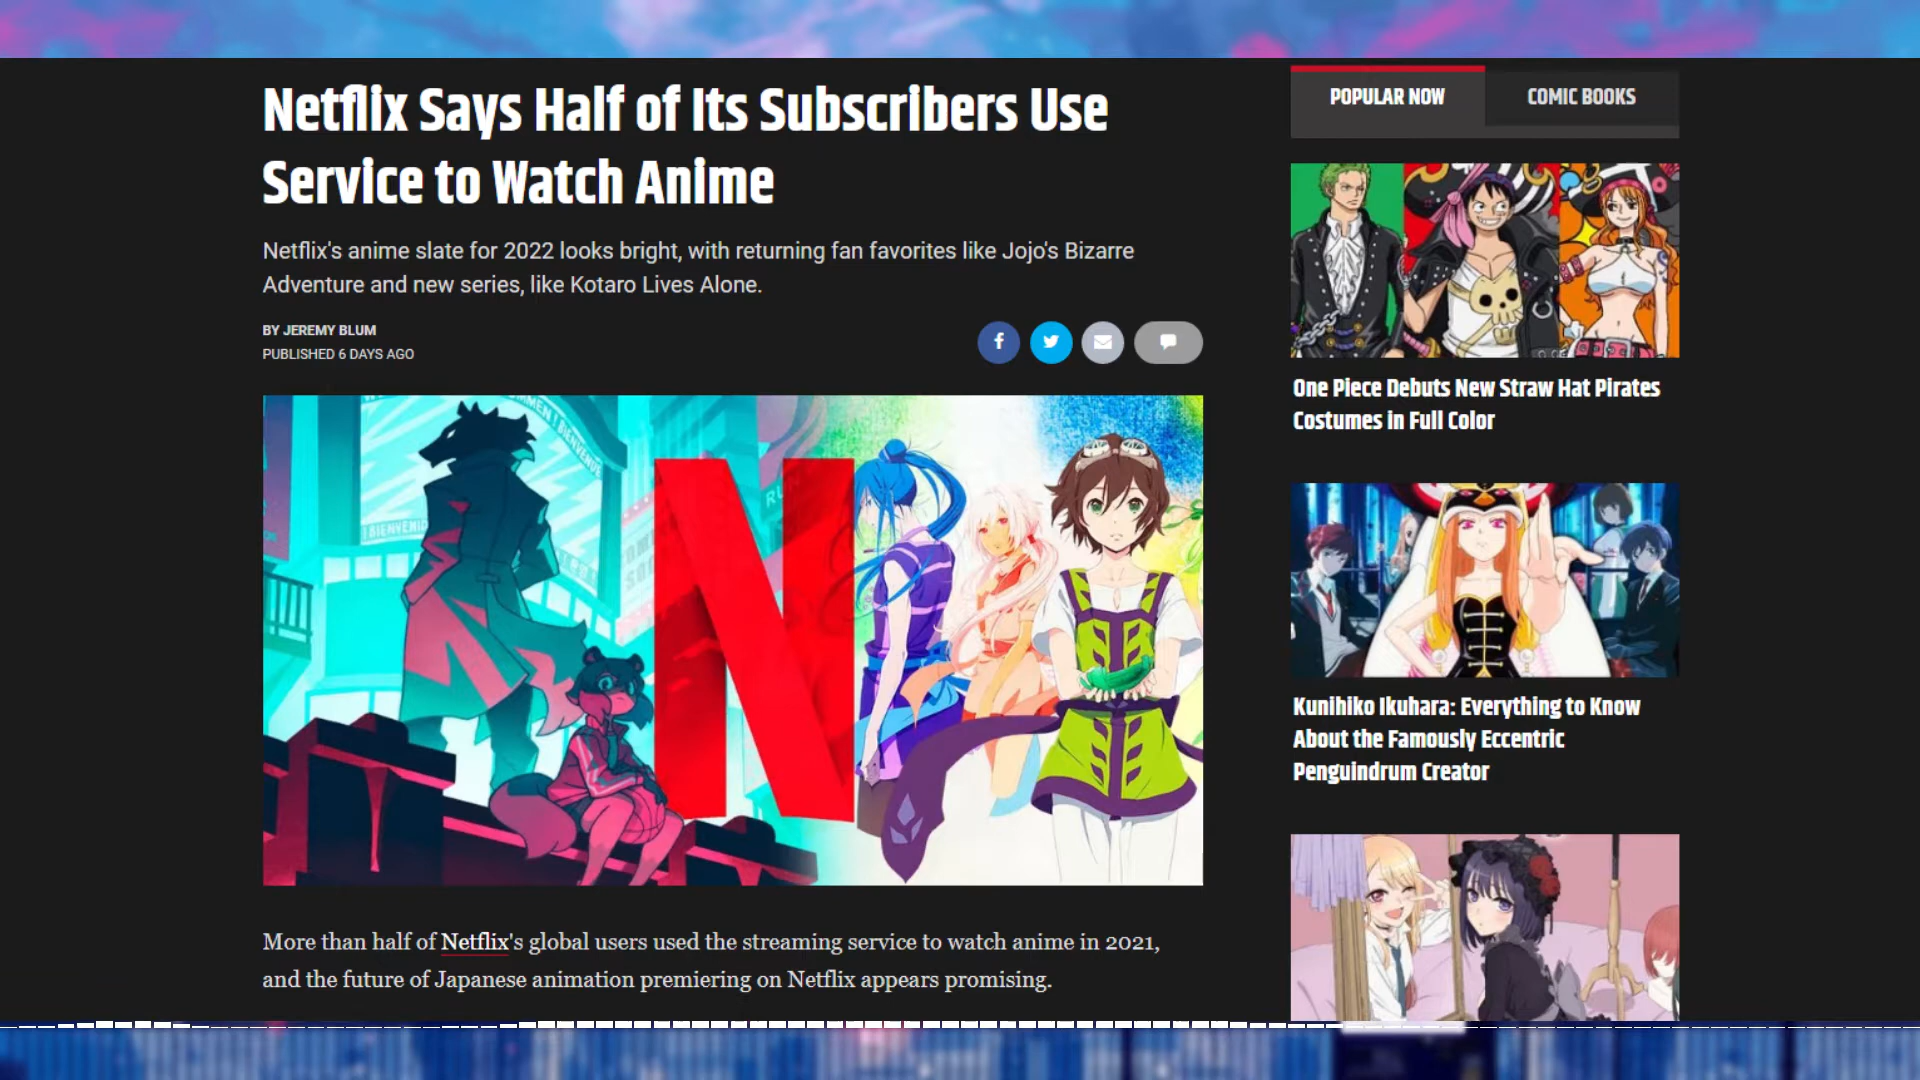 Netflix Says Half of Its Subscribers Use
Service to Watch Anime
Netflix's anime slate for 2022 looks bright, with returning fan favorites like Jojo's Bizarre
Adventure and new series, like Kotaro Lives Alone.
BY JEREMY BLUM
PUBLISHED 6 DAYS AGO
BIENVENUE
BIENVENID
N
More than half of Netflix's global users used the streaming service to watch anime in 2021,
and the future of Japanese animation premiering on Netflix appears promising.
POPULAR NOW
COMIC BOOKS
One Piece Debuts New Straw Hat Pirates
Costumes in Full Color
Kunihiko Ikuhara: Everything to Know
About the Famously Eccentric
Penguindrum Creator